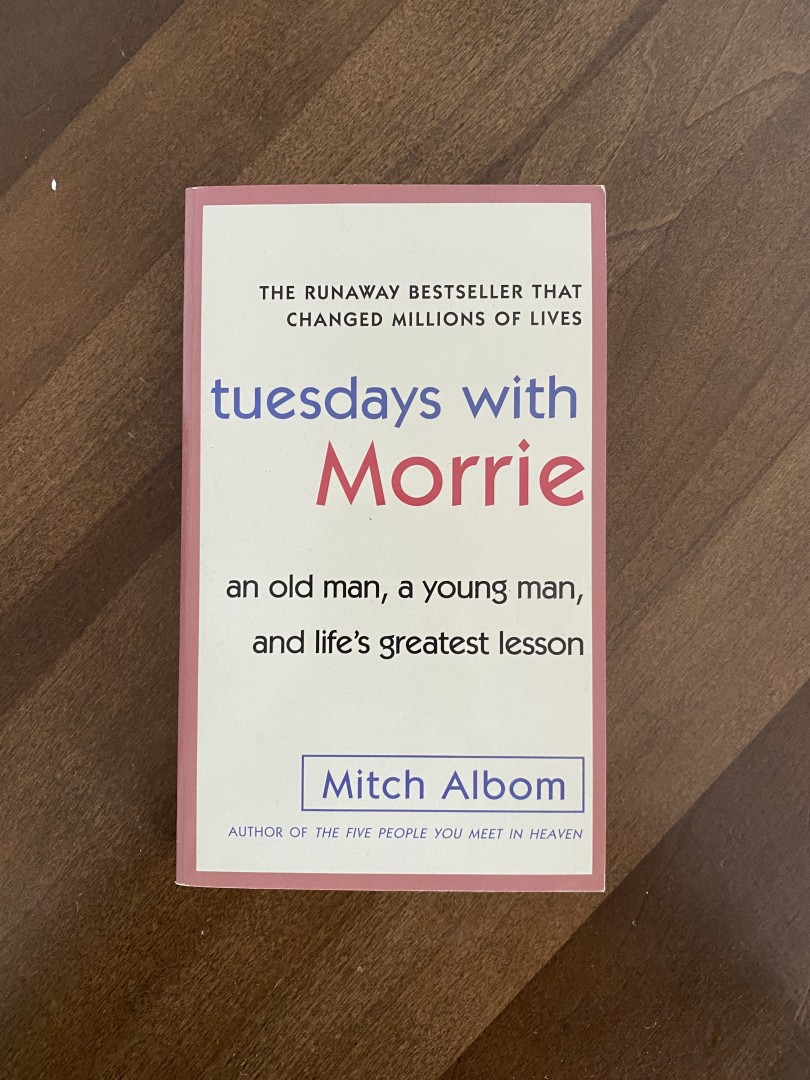 THE RUNAWAY BESTSELLER THAT
CHANGED MILLIONS OF LIVES
tuesdays with
Morrie
an old man, a young man,
and life's greatest lesson
Mitch Albom
AUTHOR OF THE FIVE PEOPLE YOU MEET IN HEAVEN